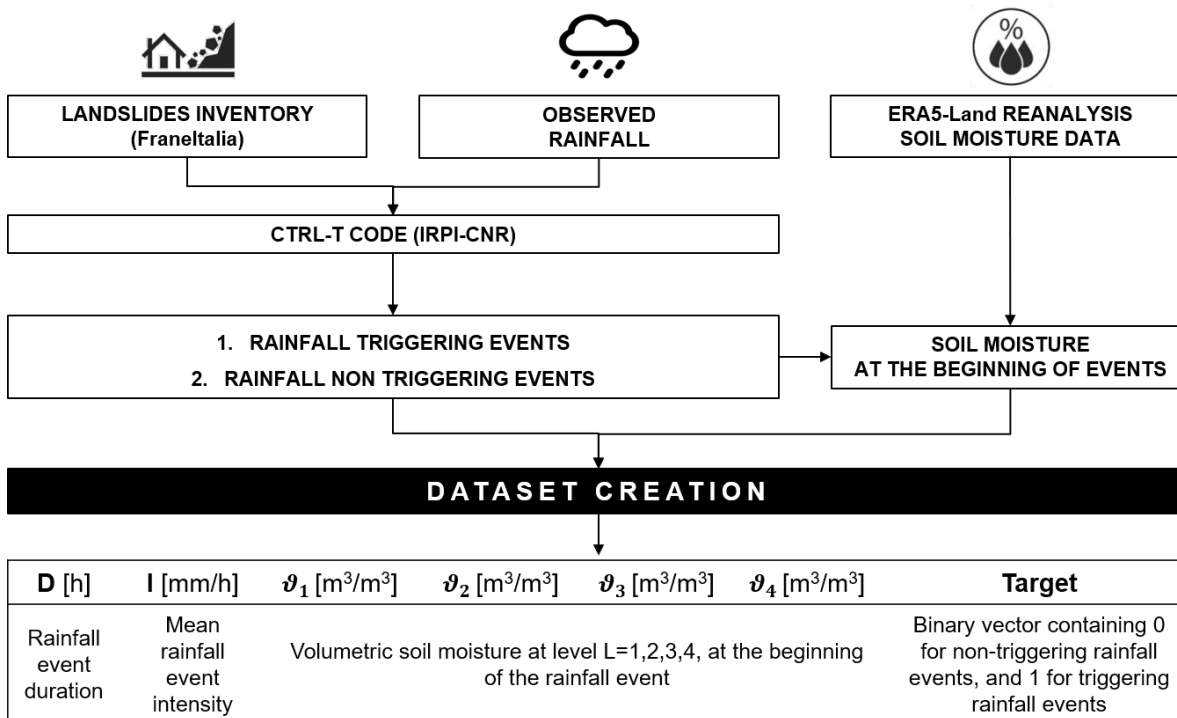 %
LANDSLIDES INVENTORY
(FraneItalia)
OBSERVED
RAINFALL
ERA5-Land REANALYSIS
SOIL MOISTURE DATA
CTRL-T CODE (IRPI-CNR)
1. RAINFALL TRIGGERING EVENTS
2. RAINFALL NON TRIGGERING EVENTS
SOIL MOISTURE
AT THE BEGINNING OF EVENTS
DATASET CREATION
D [h]
I [mm/h]
ϑ₁ [m³/m³]
ϑ₂ [m³/m³]
ϑ₃ [m³/m³]
ϑ₄ [m³/m³]
Target
Rainfall
event
duration
Mean
rainfall
event
intensity
Volumetric soil moisture at level L=1,2,3,4, at the beginning
of the rainfall event
Binary vector containing 0
for non-triggering rainfall
events, and 1 for triggering
rainfall events